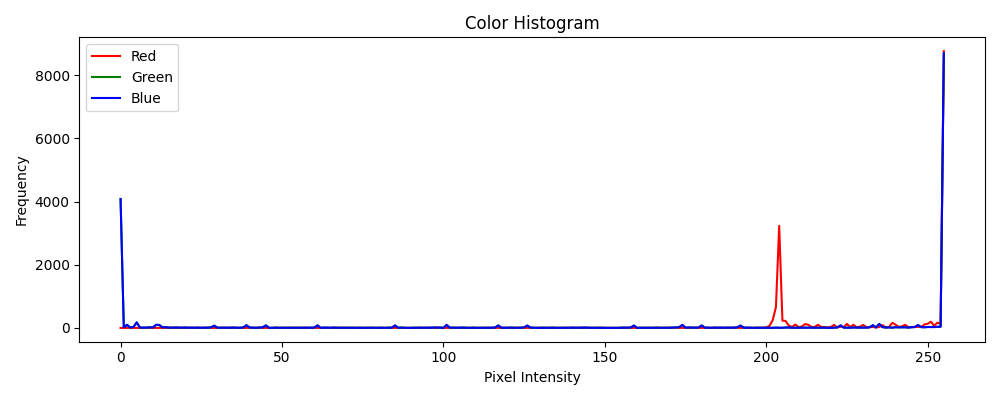 Color Histogram
Red
Green
Blue
8000
6000
4000
2000
0
Frequency
0 50 100 150 200 250
Pixel Intensity